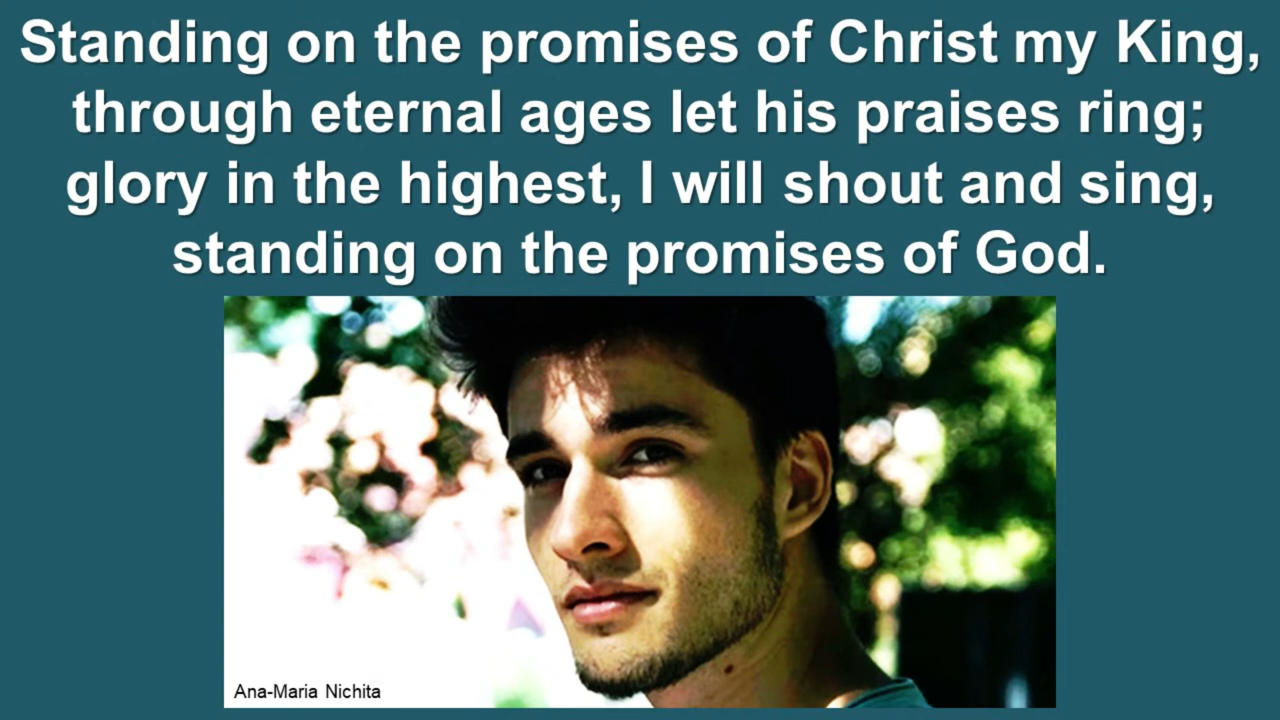 Standing on the promises of Christ my King,
through eternal ages let his praises ring;
glory in the highest, I will shout and sing,
standing on the promises of God.
Ana-Maria Nichita